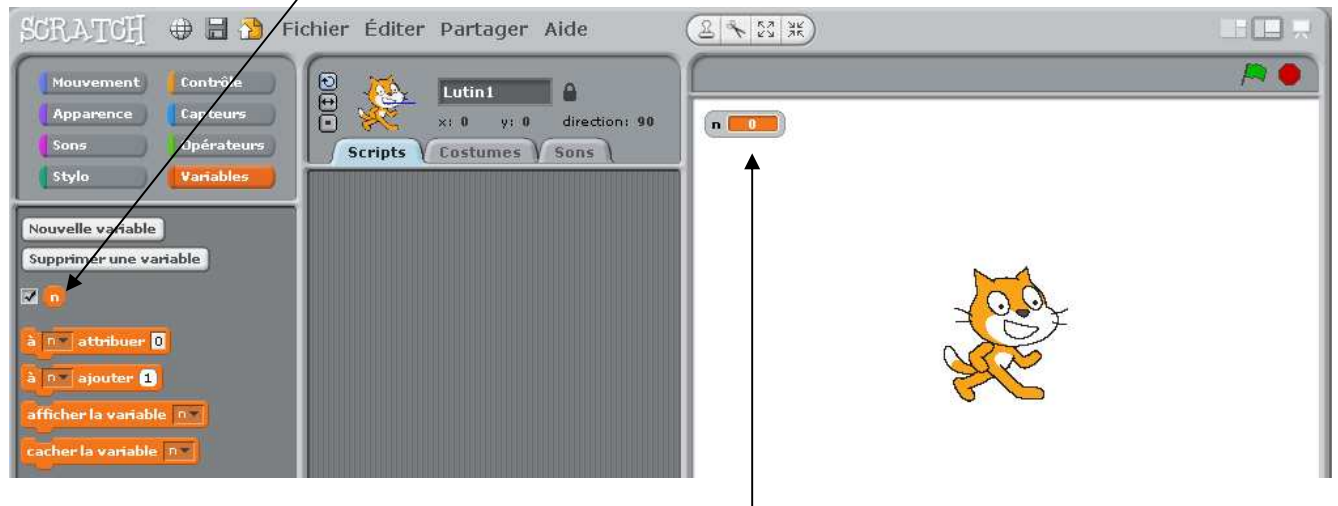 SCRATCH Fichier Éditer Partager Aide
Mouvement Contrôle
Apparence Capteurs
Sons Opérateurs
Stylo Variables
Lutin1
x: 0 y: 0 direction: 90
Scripts Costumes Sons
n 0
Nouvelle variable
Supprimer une variable
n
à n attribuer 0
à n ajouter 1
afficher la variable n
cacher la variable n